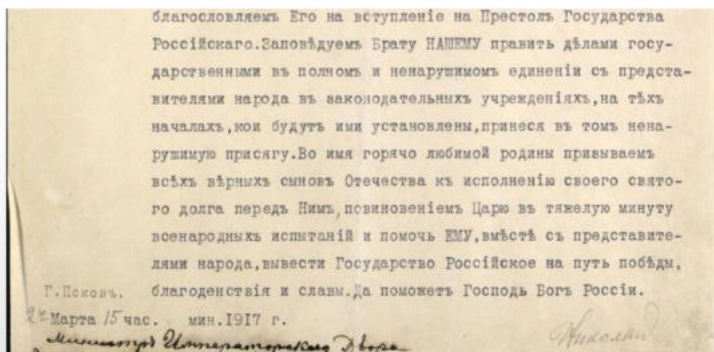 благословляемъ Его на вступленіе на Престолъ Государства
Россійскаго.Заповѣдуемъ Брату НАШЕМУ править дѣлами госу-
дарственными въ полномъ и ненарушимомъ единеніи съ предста-
вителями народа въ законодательныхъ учрежденіяхъ,на тѣхъ
началахъ,кои будутъ ими установлены,принеся въ томъ нена-
рушимую присягу.Во имя горячо любимой родины призываемъ
всѣхъ вѣрныхъ сыновъ Отечества къ исполненію своего свято-
го долга передъ Нимъ,повиновеніемъ Царю въ тяжелую минуту
всенародныхъ испытаній и помочь ЕМУ,вмѣстѣ съ представите-
лями народа,вывести Государство Россійское на путь побѣды,
благоденствія и славы.Да поможетъ Господь Богъ Россіи.
Г.Псковъ.
2го Марта 15 час. мин.1917 г.
Николай
Министръ Императорскаго Двора